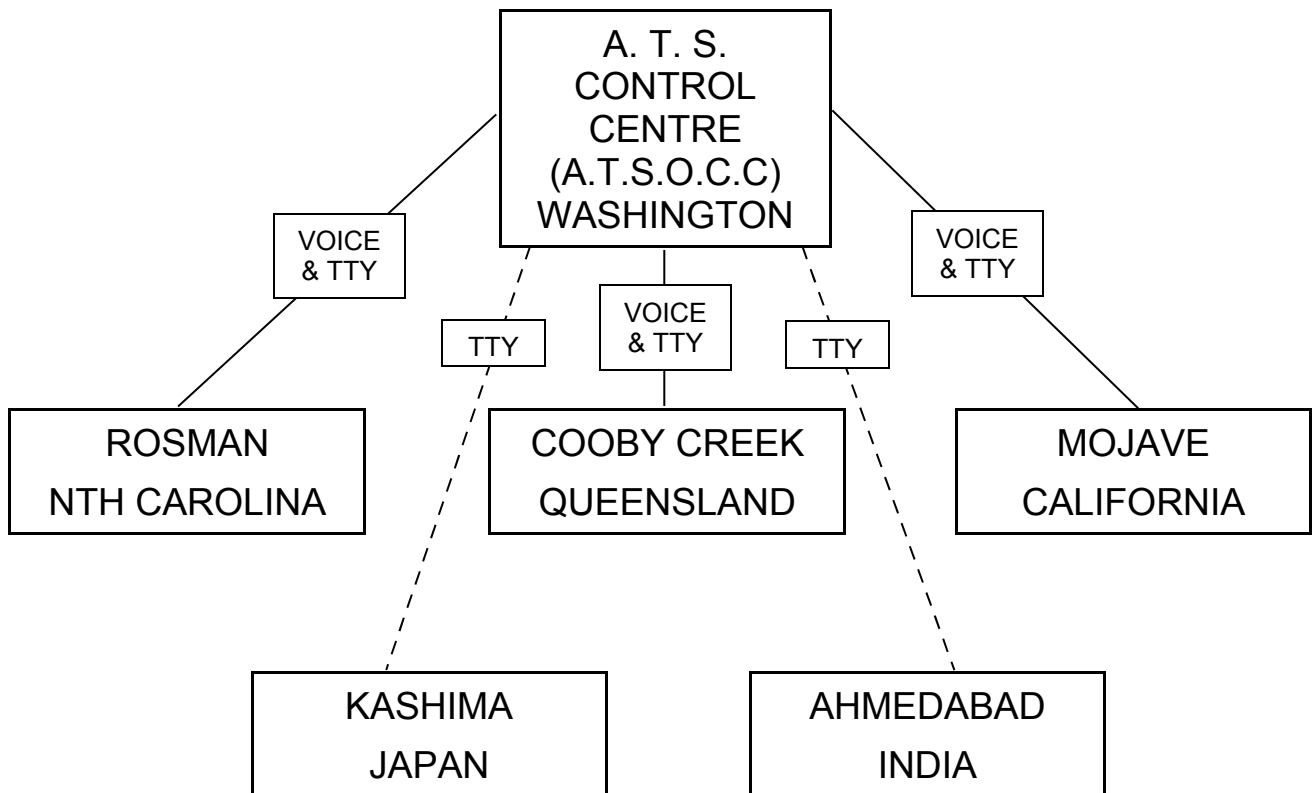 A. T. S.
CONTROL
CENTRE
(A.T.S.O.C.C)
WASHINGTON
VOICE
& TTY
TTY
VOICE
& TTY
TTY
VOICE
& TTY
ROSMAN
NTH CAROLINA
COOBY CREEK
QUEENSLAND
MOJAVE
CALIFORNIA
KASHIMA
JAPAN
AHMEDABAD
INDIA